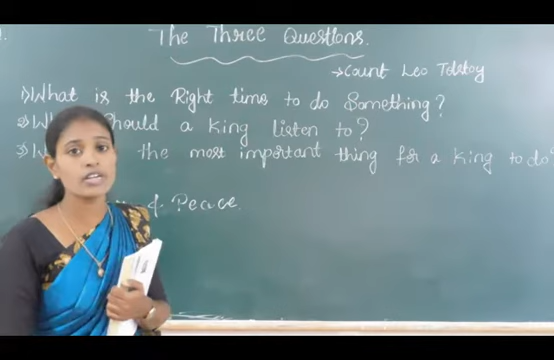 The Three Questions.
→Count Leo Tolstoy
1) What is the Right time to do Something?
2) Should a King listen to?
3) the most important thing for a King to do?
& Peace.